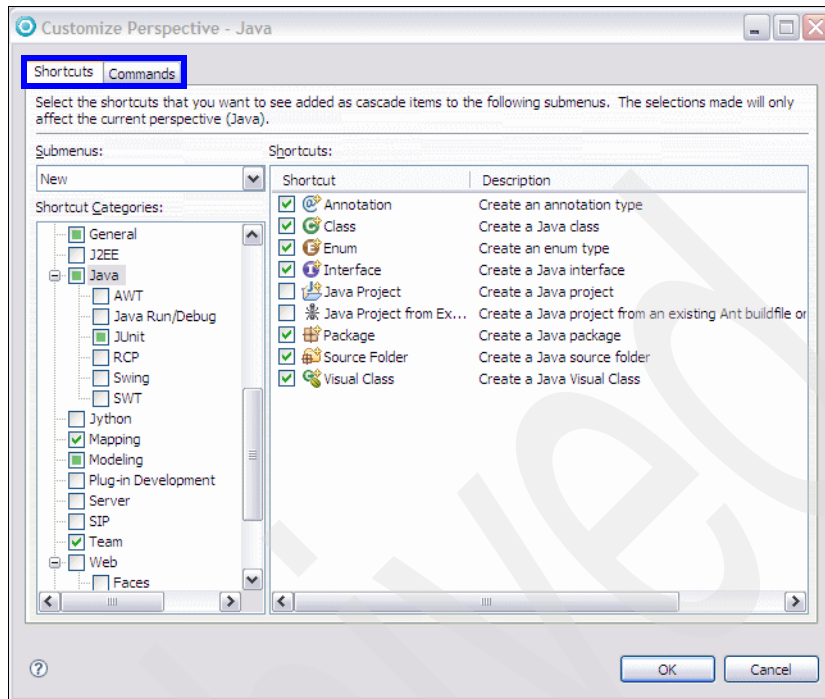 Customize Perspective - Java
Shortcuts Commands
Select the shortcuts that you want to see added as cascade items to the following submenus. The selections made will only
affect the current perspective (Java).
Submenus:
New
Shortcut Categories:
General
J2EE
Java
AWT
Java Run/Debug
JUnit
RCP
Swing
SWT
Jython
Mapping
Modeling
Plug-in Development
Server
SIP
Team
Web
Faces
Shortcuts:
Shortcut Description
Annotation Create an annotation type
Class Create a Java class
Enum Create an enum type
Interface Create a Java interface
Java Project Create a Java project
Java Project from Ex... Create a Java project from an existing Ant buildfile or
Package Create a Java package
Source Folder Create a Java source folder
Visual Class Create a Java Visual Class
OK Cancel